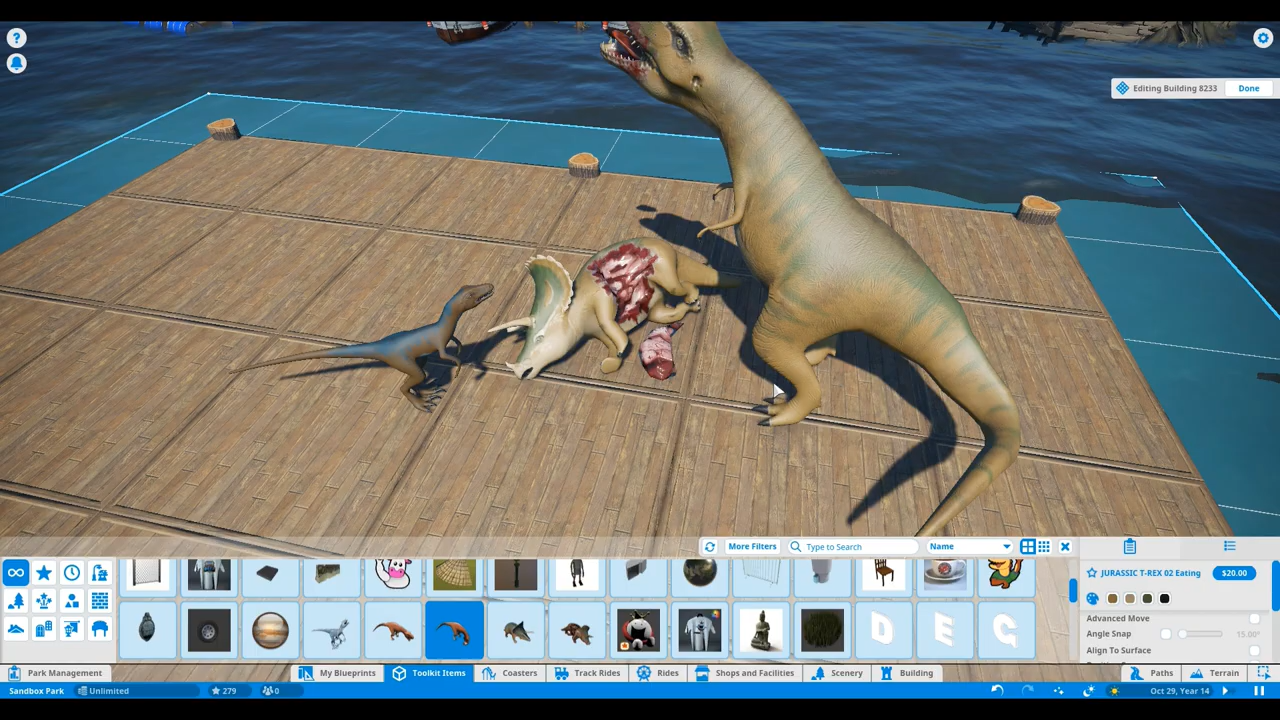 ?
Editing Building 8233
Done
More Filters
Type to Search
Name
JURASSIC T-REX 02 Eating
$20.00
D
E
G
Advanced Move
Angle Snap
15.00°
Align To Surface
Park Management
My Blueprints
Toolkit Items
Coasters
Track Rides
Rides
Shops and Facilities
Scenery
Building
Paths
Terrain
Sandbox Park
Unlimited
279
0
Oct 29, Year 14